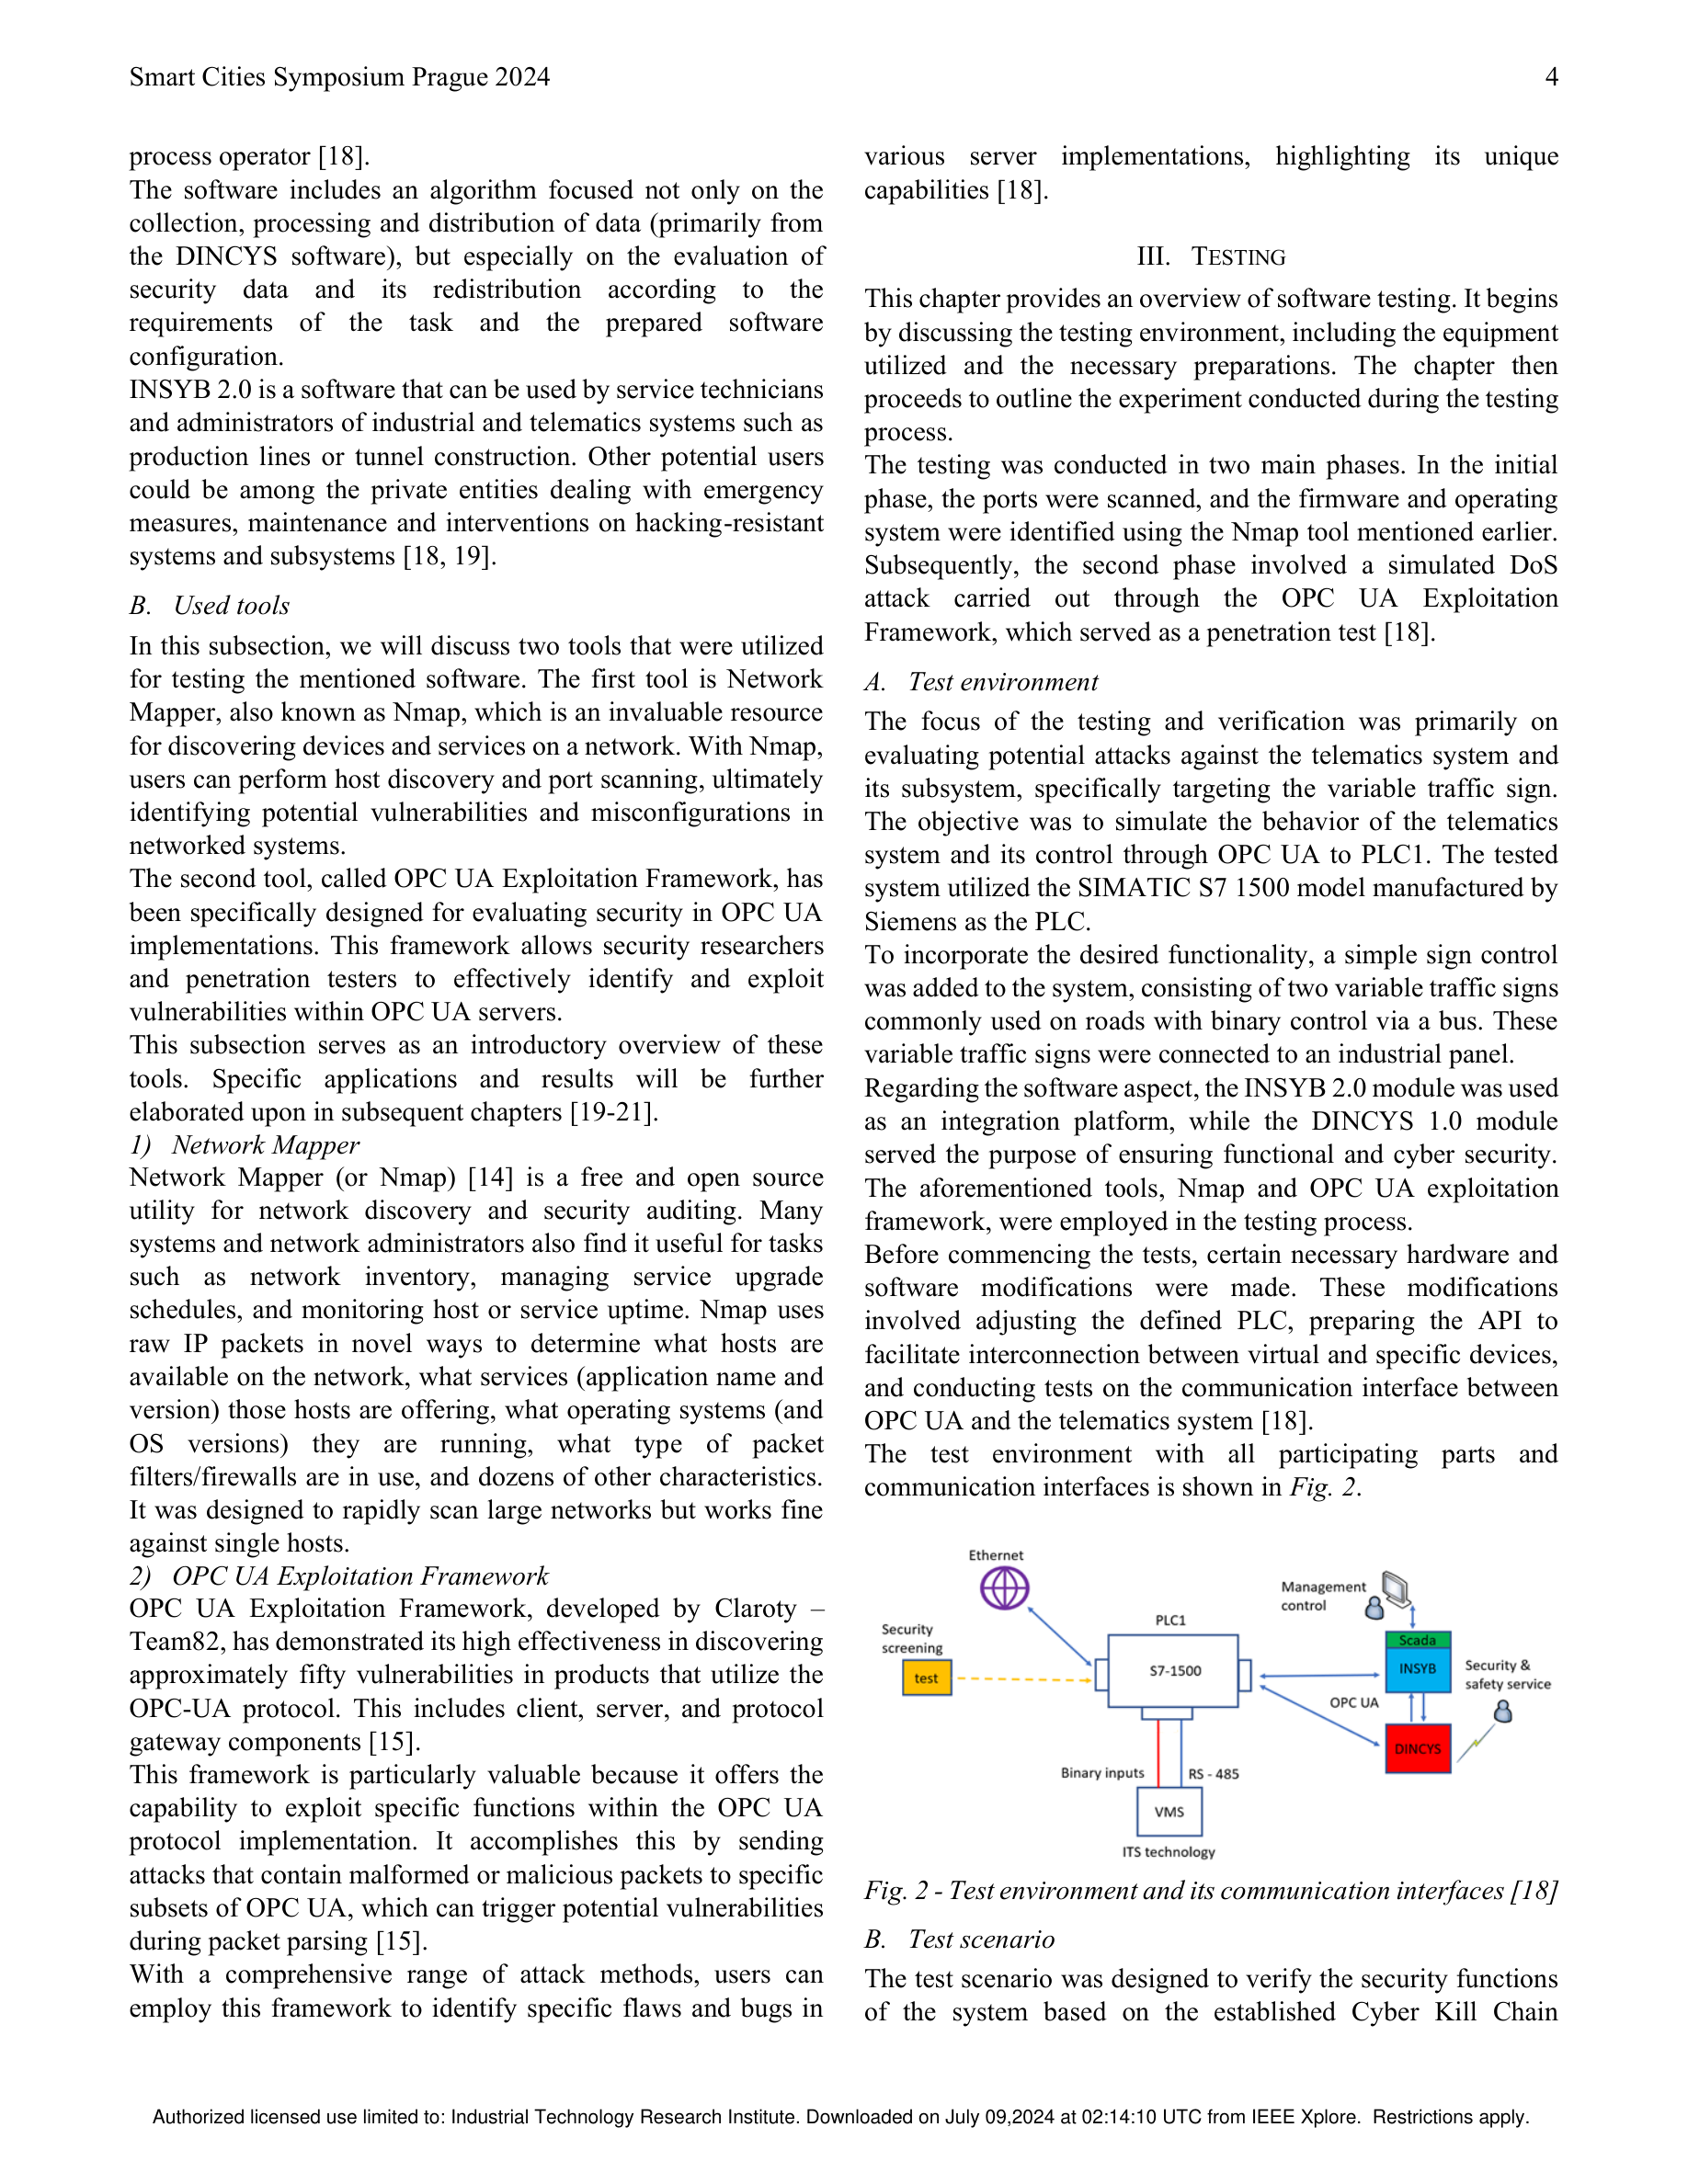 Smart Cities Symposium Prague 2024
4
process operator [18].
The software includes an algorithm focused not only on the
collection, processing and distribution of data (primarily from
the DINCYS software), but especially on the evaluation of
security data and its redistribution according to the
requirements of the task and the prepared software
configuration.
INSYB 2.0 is a software that can be used by service technicians
and administrators of industrial and telematics systems such as
production lines or tunnel construction. Other potential users
could be among the private entities dealing with emergency
measures, maintenance and interventions on hacking-resistant
systems and subsystems [18, 19].
B. Used tools
In this subsection, we will discuss two tools that were utilized
for testing the mentioned software. The first tool is Network
Mapper, also known as Nmap, which is an invaluable resource
for discovering devices and services on a network. With Nmap,
users can perform host discovery and port scanning, ultimately
identifying potential vulnerabilities and misconfigurations in
networked systems.
The second tool, called OPC UA Exploitation Framework, has
been specifically designed for evaluating security in OPC UA
implementations. This framework allows security researchers
and penetration testers to effectively identify and exploit
vulnerabilities within OPC UA servers.
This subsection serves as an introductory overview of these
tools. Specific applications and results will be further
elaborated upon in subsequent chapters [19-21].
1) Network Mapper
Network Mapper (or Nmap) [14] is a free and open source
utility for network discovery and security auditing. Many
systems and network administrators also find it useful for tasks
such as network inventory, managing service upgrade
schedules, and monitoring host or service uptime. Nmap uses
raw IP packets in novel ways to determine what hosts are
available on the network, what services (application name and
version) those hosts are offering, what operating systems (and
OS versions) they are running, what type of packet
filters/firewalls are in use, and dozens of other characteristics.
It was designed to rapidly scan large networks but works fine
against single hosts.
2) OPC UA Exploitation Framework
OPC UA Exploitation Framework, developed by Claroty –
Team82, has demonstrated its high effectiveness in discovering
approximately fifty vulnerabilities in products that utilize the
OPC-UA protocol. This includes client, server, and protocol
gateway components [15].
This framework is particularly valuable because it offers the
capability to exploit specific functions within the OPC UA
protocol implementation. It accomplishes this by sending
attacks that contain malformed or malicious packets to specific
subsets of OPC UA, which can trigger potential vulnerabilities
during packet parsing [15].
With a comprehensive range of attack methods, users can
employ this framework to identify specific flaws and bugs in
various server implementations, highlighting its unique
capabilities [18].
III. TESTING
This chapter provides an overview of software testing. It begins
by discussing the testing environment, including the equipment
utilized and the necessary preparations. The chapter then
proceeds to outline the experiment conducted during the testing
process.
The testing was conducted in two main phases. In the initial
phase, the ports were scanned, and the firmware and operating
system were identified using the Nmap tool mentioned earlier.
Subsequently, the second phase involved a simulated DoS
attack carried out through the OPC UA Exploitation
Framework, which served as a penetration test [18].
A. Test environment
The focus of the testing and verification was primarily on
evaluating potential attacks against the telematics system and
its subsystem, specifically targeting the variable traffic sign.
The objective was to simulate the behavior of the telematics
system and its control through OPC UA to PLC1. The tested
system utilized the SIMATIC S7 1500 model manufactured by
Siemens as the PLC.
To incorporate the desired functionality, a simple sign control
was added to the system, consisting of two variable traffic signs
commonly used on roads with binary control via a bus. These
variable traffic signs were connected to an industrial panel.
Regarding the software aspect, the INSYB 2.0 module was used
as an integration platform, while the DINCYS 1.0 module
served the purpose of ensuring functional and cyber security.
The aforementioned tools, Nmap and OPC UA exploitation
framework, were employed in the testing process.
Before commencing the tests, certain necessary hardware and
software modifications were made. These modifications
involved adjusting the defined PLC, preparing the API to
facilitate interconnection between virtual and specific devices,
and conducting tests on the communication interface between
OPC UA and the telematics system [18].
The test environment with all participating parts and
communication interfaces is shown in Fig. 2.
Ethernet
Management
control
PLC1
Security
screening
Scada
S7-1500
INSYB
Security &
safety service
test
OPC UA
DINCYS
Binary inputs
RS - 485
VMS
ITS technology
Fig. 2 - Test environment and its communication interfaces [18]
B. Test scenario
The test scenario was designed to verify the security functions
of the system based on the established Cyber Kill Chain
Authorized licensed use limited to: Industrial Technology Research Institute. Downloaded on July 09,2024 at 02:14:10 UTC from IEEE Xplore. Restrictions apply.